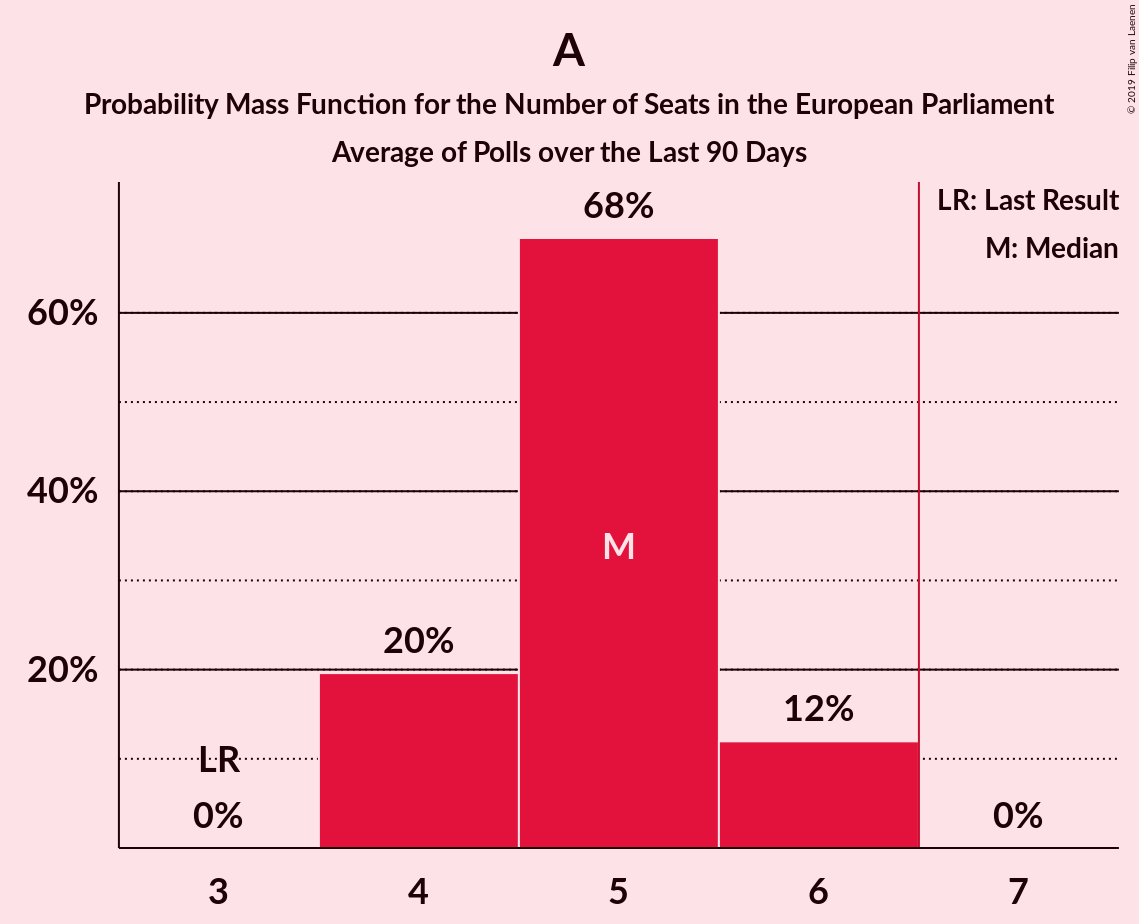 A
Probability Mass Function for the Number of Seats in the European Parliament
Average of Polls over the Last 90 Days
© 2019 Filip van Laenen
LR: Last Result
M: Median
68%
60%
40%
M
20%
20%
12%
LR
0%
0%
3
4
5
6
7